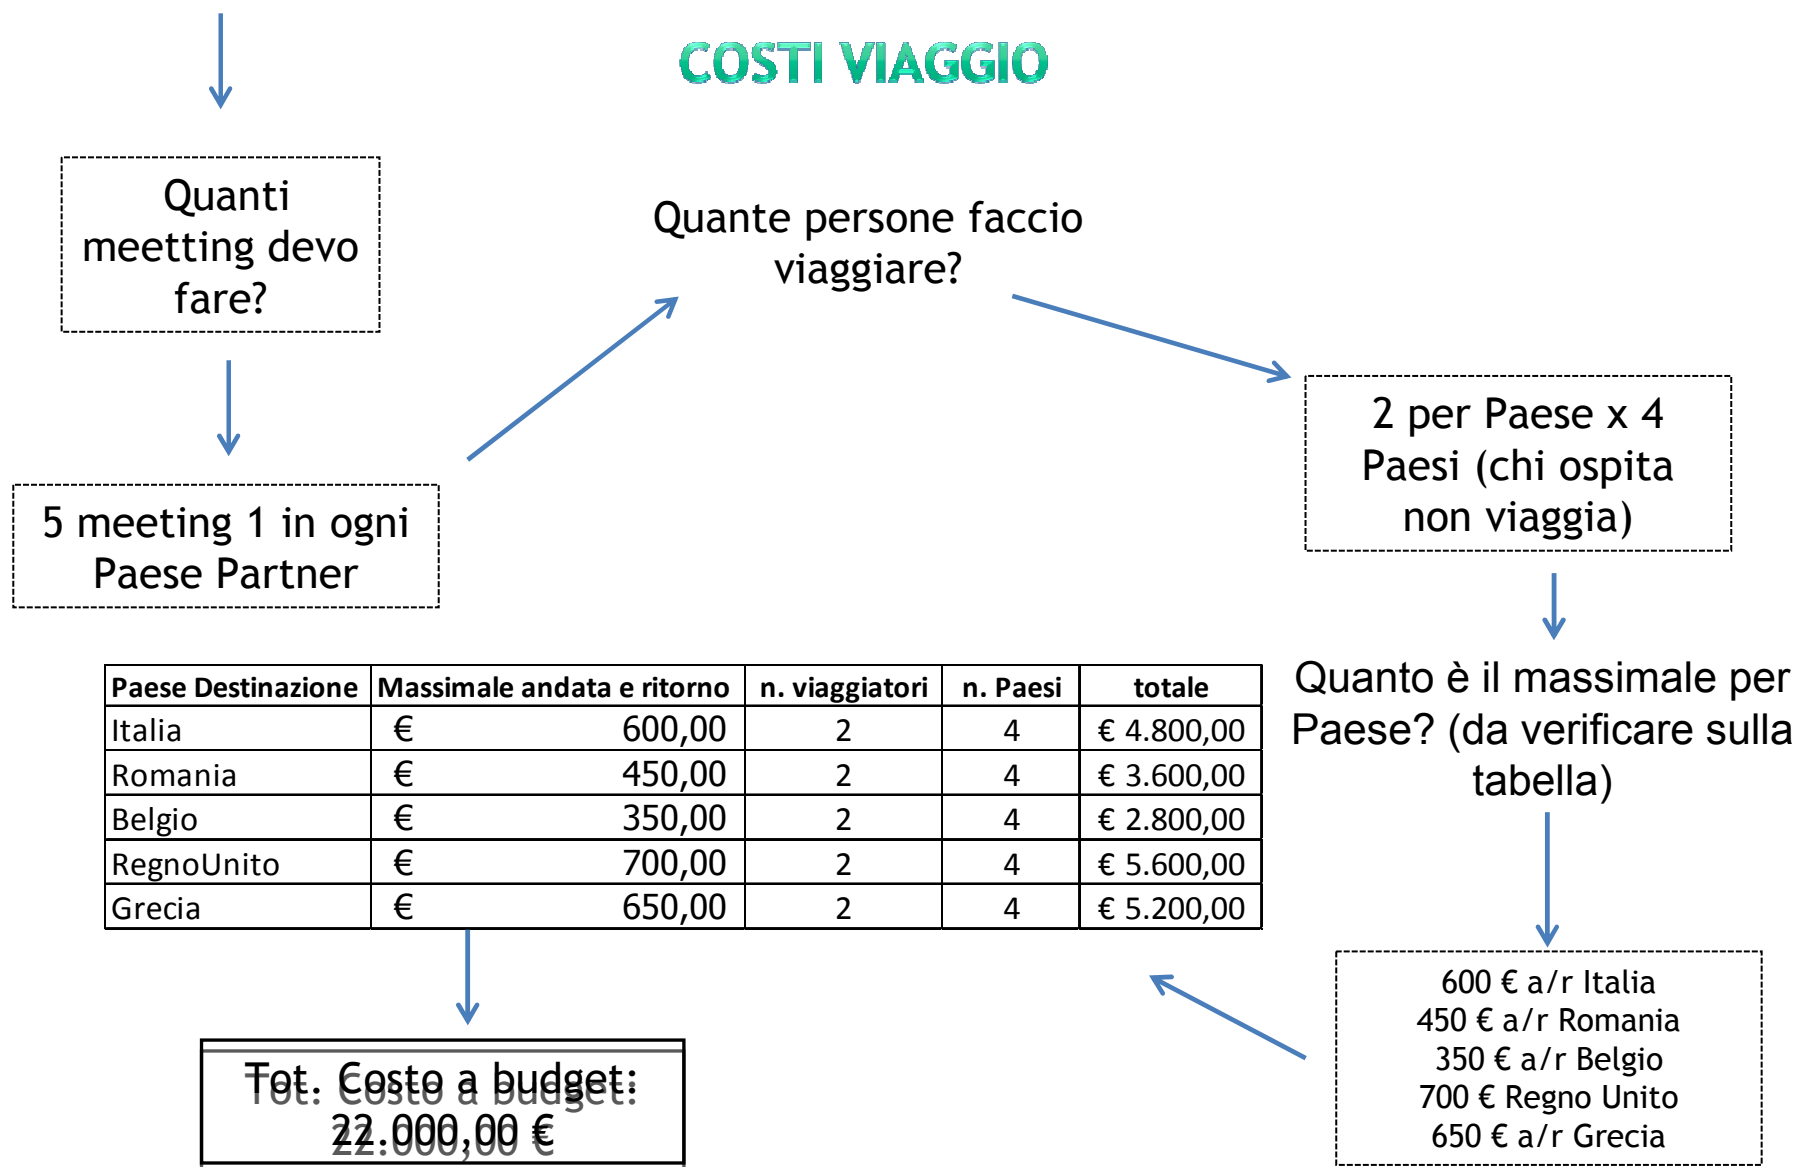 COSTI VIAGGIO
Quanti
meetting devo
fare?
5 meeting 1 in ogni
Paese Partner
Quante persone faccio
viaggiare?
2 per Paese x 4
Paesi (chi ospita
non viaggia)
Quanto è il massimale per
Paese? (da verificare sulla
tabella)
600 € a/r Italia
450 € a/r Romania
350 € a/r Belgio
700 € Regno Unito
650 € a/r Grecia
Paese Destinazione Massimale andata e ritorno n. viaggiatori n. Paesi totale
Italia € 600,00 2 4 € 4.800,00
Romania € 450,00 2 4 € 3.600,00
Belgio € 350,00 2 4 € 2.800,00
RegnoUnito € 700,00 2 4 € 5.600,00
Grecia € 650,00 2 4 € 5.200,00
Tot. Costo a budget:
22.000,00 €